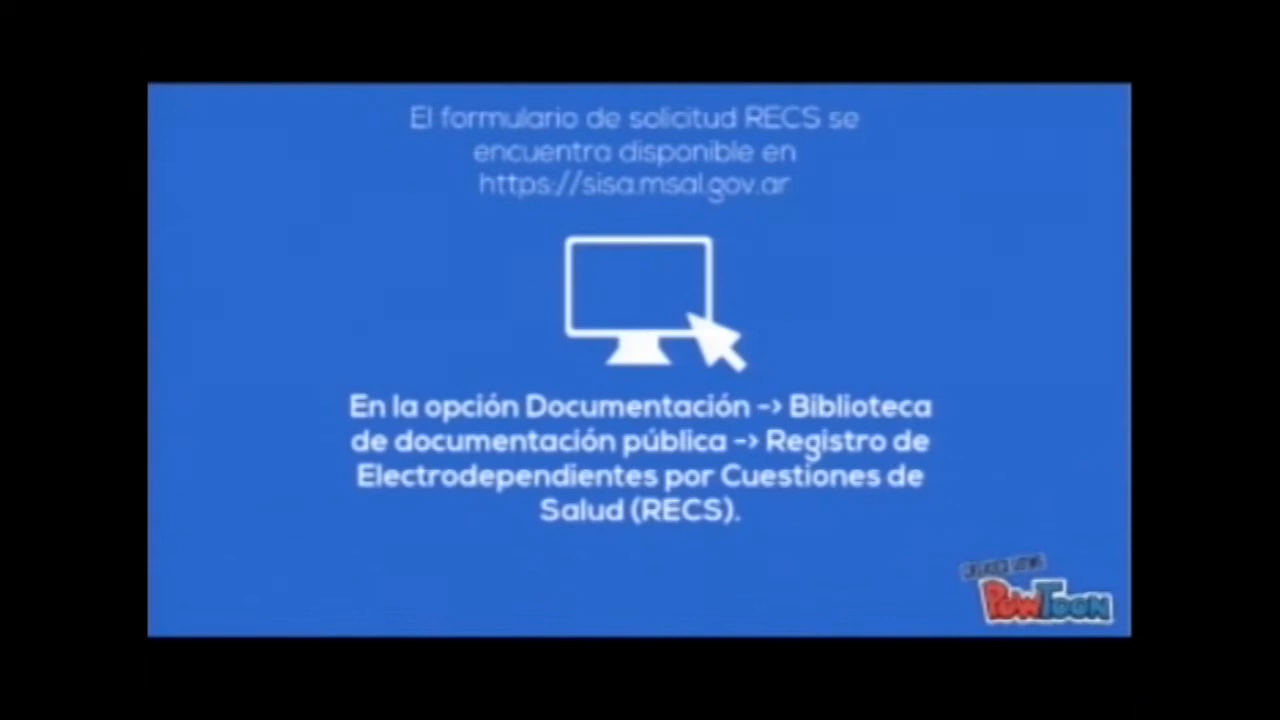 El formulario de solicitud RECS se
encuentra disponible en
https://sisa.msal.gov.ar
En la opción Documentación -> Biblioteca
de documentación pública -> Registro de
Electrodependientes por Cuestiones de
Salud (RECS).
POWTOON